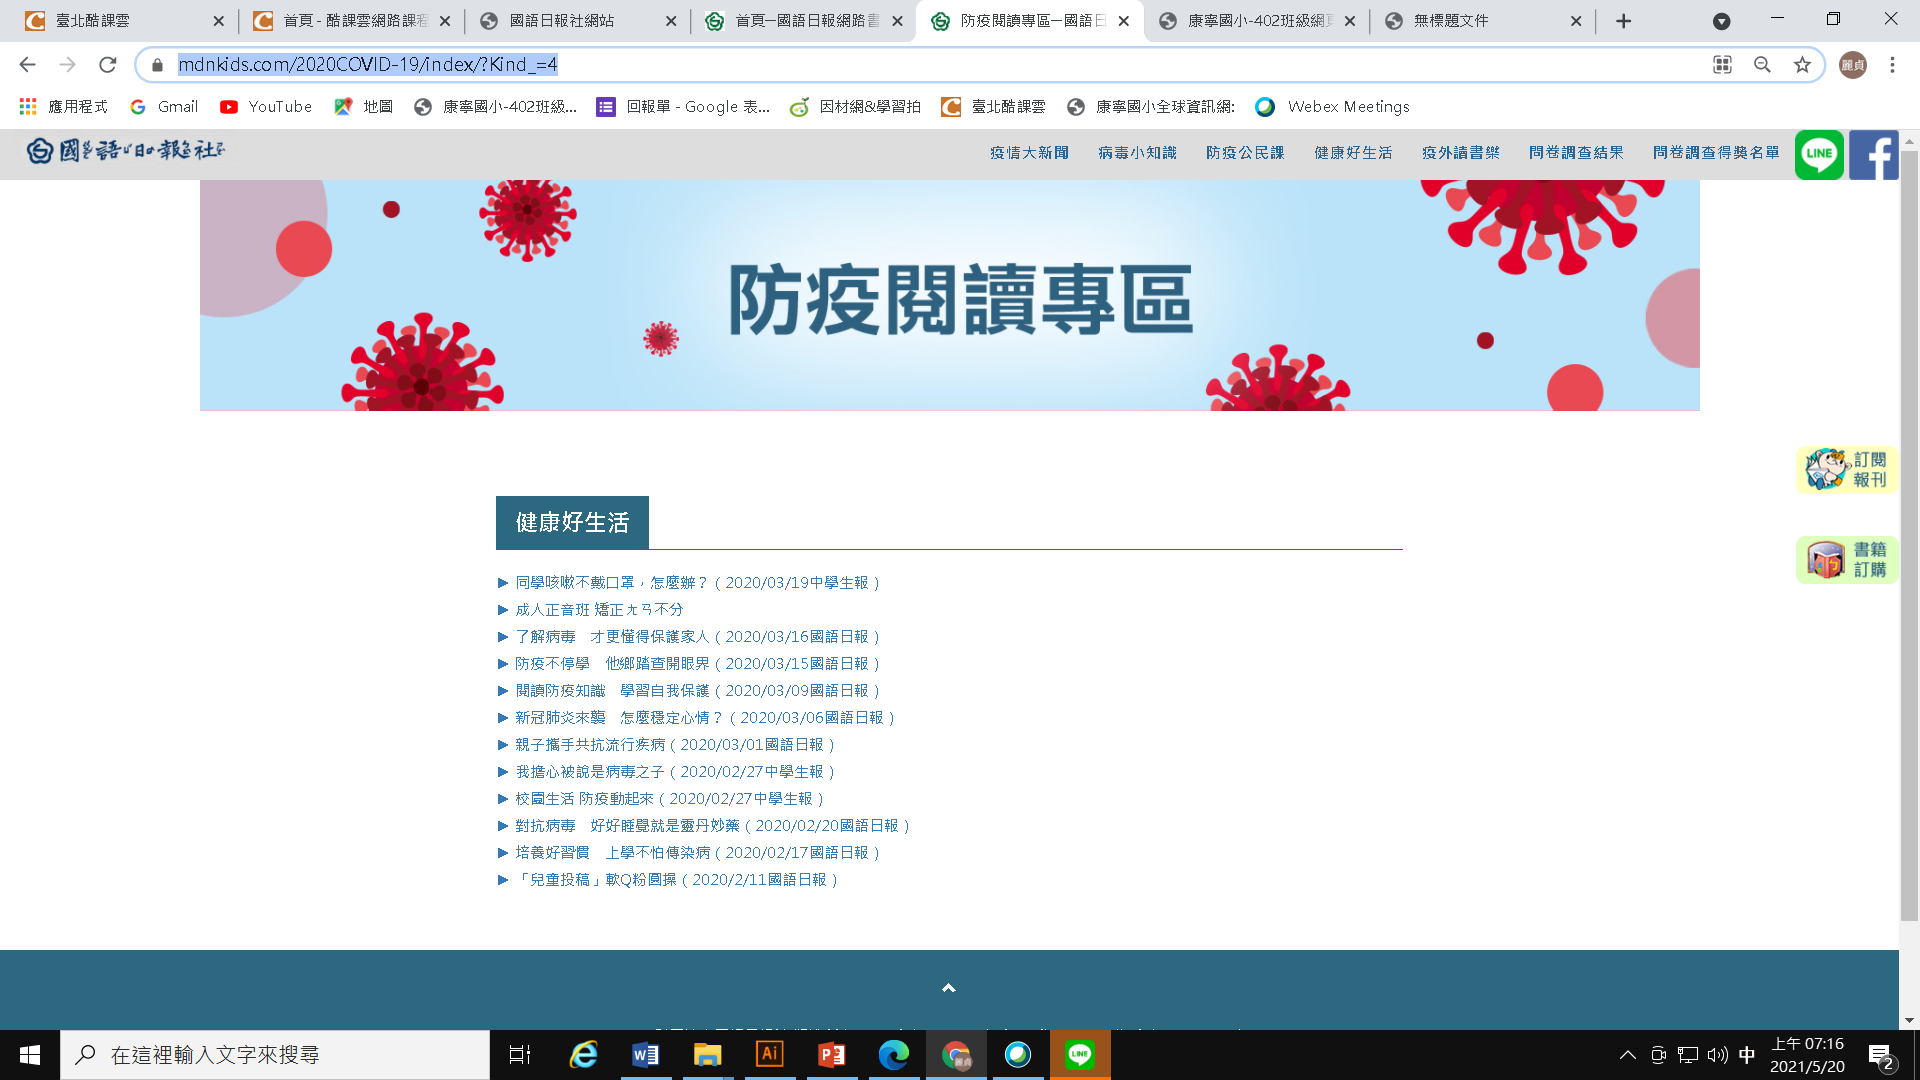 臺北酷課雲
首頁 - 酷課雲網路課程
國語日報社網站
首頁─國語日報網路書
防疫閱讀專區─國語日
康寧國小-402班級網頁
無標題文件
mdnkids.com/2020COVID-19/index/?Kind_=4
麗貞
應用程式
Gmail
YouTube
地圖
康寧國小-402班級...
回報單 - Google 表...
因材網&學習拍
臺北酷課雲
康寧國小全球資訊網:
Webex Meetings
國語日報社
疫情大新聞
病毒小知識
防疫公民課
健康好生活
疫外讀書樂
問卷調查結果
問卷調查得獎名單
LINE
防疫閱讀專區
訂閱
報刊
書籍
訂購
健康好生活
► 同學咳嗽不戴口罩，怎麼辦？（2020/03/19中學生報）
► 成人正音班 矯正ㄤㄢ不分
► 了解病毒　才更懂得保護家人（2020/03/16國語日報）
► 防疫不停學　他鄉踏查開眼界（2020/03/15國語日報）
► 閱讀防疫知識　學習自我保護（2020/03/09國語日報）
► 新冠肺炎來襲　怎麼穩定心情？（2020/03/06國語日報）
► 親子攜手共抗流行疾病（2020/03/01國語日報）
► 我擔心被說是病毒之子（2020/02/27中學生報）
► 校園生活 防疫動起來（2020/02/27中學生報）
► 對抗病毒　好好睡覺就是靈丹妙藥（2020/02/20國語日報）
► 培養好習慣　上學不怕傳染病（2020/02/17國語日報）
► 「兒童投稿」軟Q粉圓操（2020/2/11國語日報）
在這裡輸入文字來搜尋
Ai
LINE
中
上午 07:16
2021/5/20
2